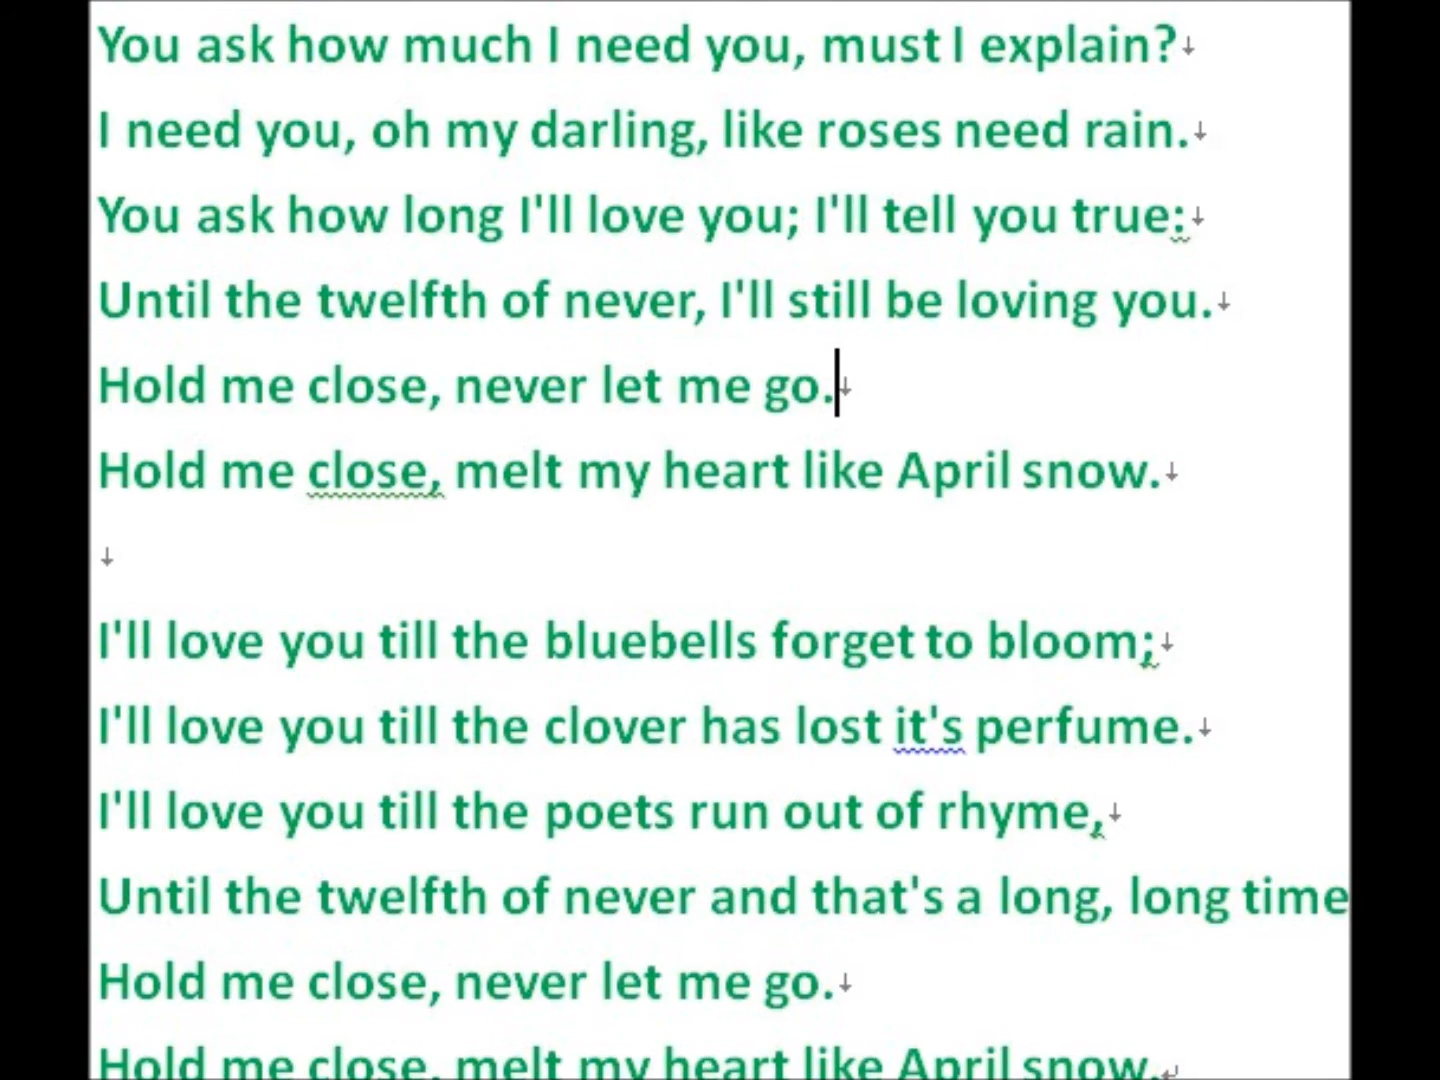 You ask how much I need you, must I explain?
I need you, oh my darling, like roses need rain.
You ask how long I'll love you; I'll tell you true:
Until the twelfth of never, I'll still be loving you.
Hold me close, never let me go.
Hold me close, melt my heart like April snow.
I'll love you till the bluebells forget to bloom;
I'll love you till the clover has lost it's perfume.
I'll love you till the poets run out of rhyme,
Until the twelfth of never and that's a long, long time
Hold me close, never let me go.
Hold me close, melt my heart like April snow.